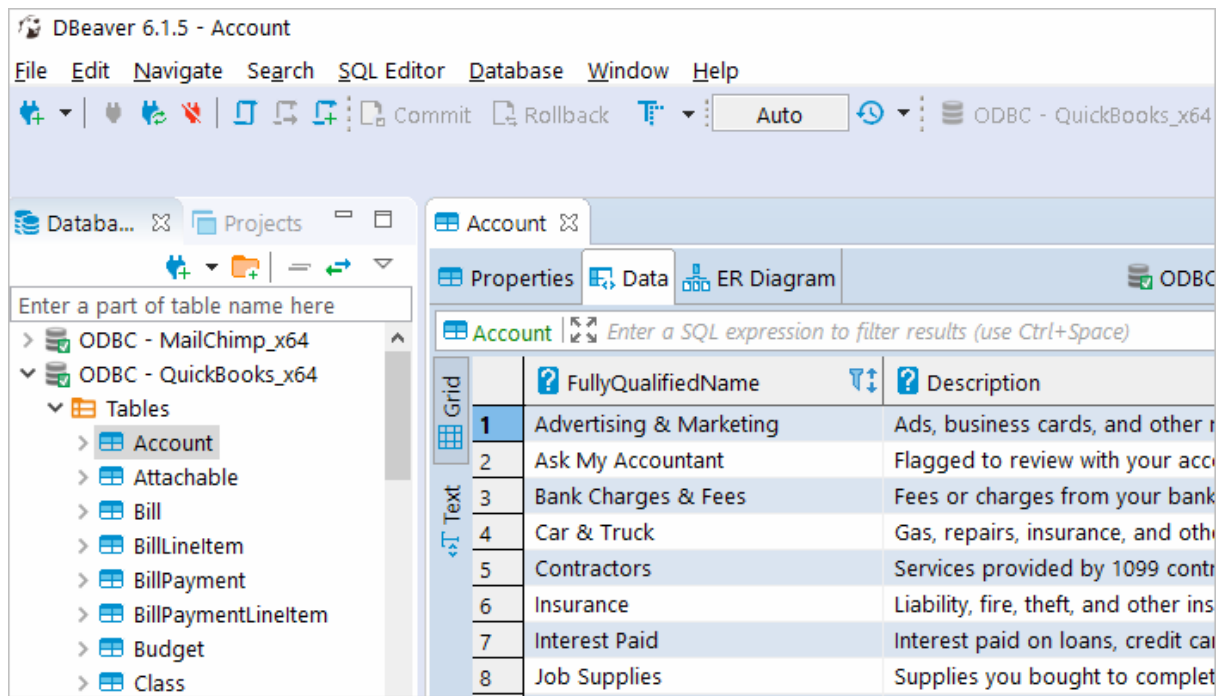 DBeaver 6.1.5 - Account
File Edit Navigate Search SQL Editor Database Window Help
Commit Rollback Auto ODBC - QuickBooks_x64
Databa... Projects
Enter a part of table name here
ODBC - MailChimp_x64
ODBC - QuickBooks_x64
Tables
Account
Attachable
Bill
BillLineItem
BillPayment
BillPaymentLineItem
Budget
Class
Account
Properties Data ER Diagram ODBC
Account Enter a SQL expression to filter results (use Ctrl+Space)
Grid
Text
FullyQualifiedName Description
1 Advertising & Marketing Ads, business cards, and other
2 Ask My Accountant Flagged to review with your
3 Bank Charges & Fees Fees or charges from your bank
4 Car & Truck Gas, repairs, insurance, and
5 Contractors Services provided by 1099
6 Insurance Liability, fire, theft, and other
7 Interest Paid Interest paid on loans, credit
8 Job Supplies Supplies you bought to